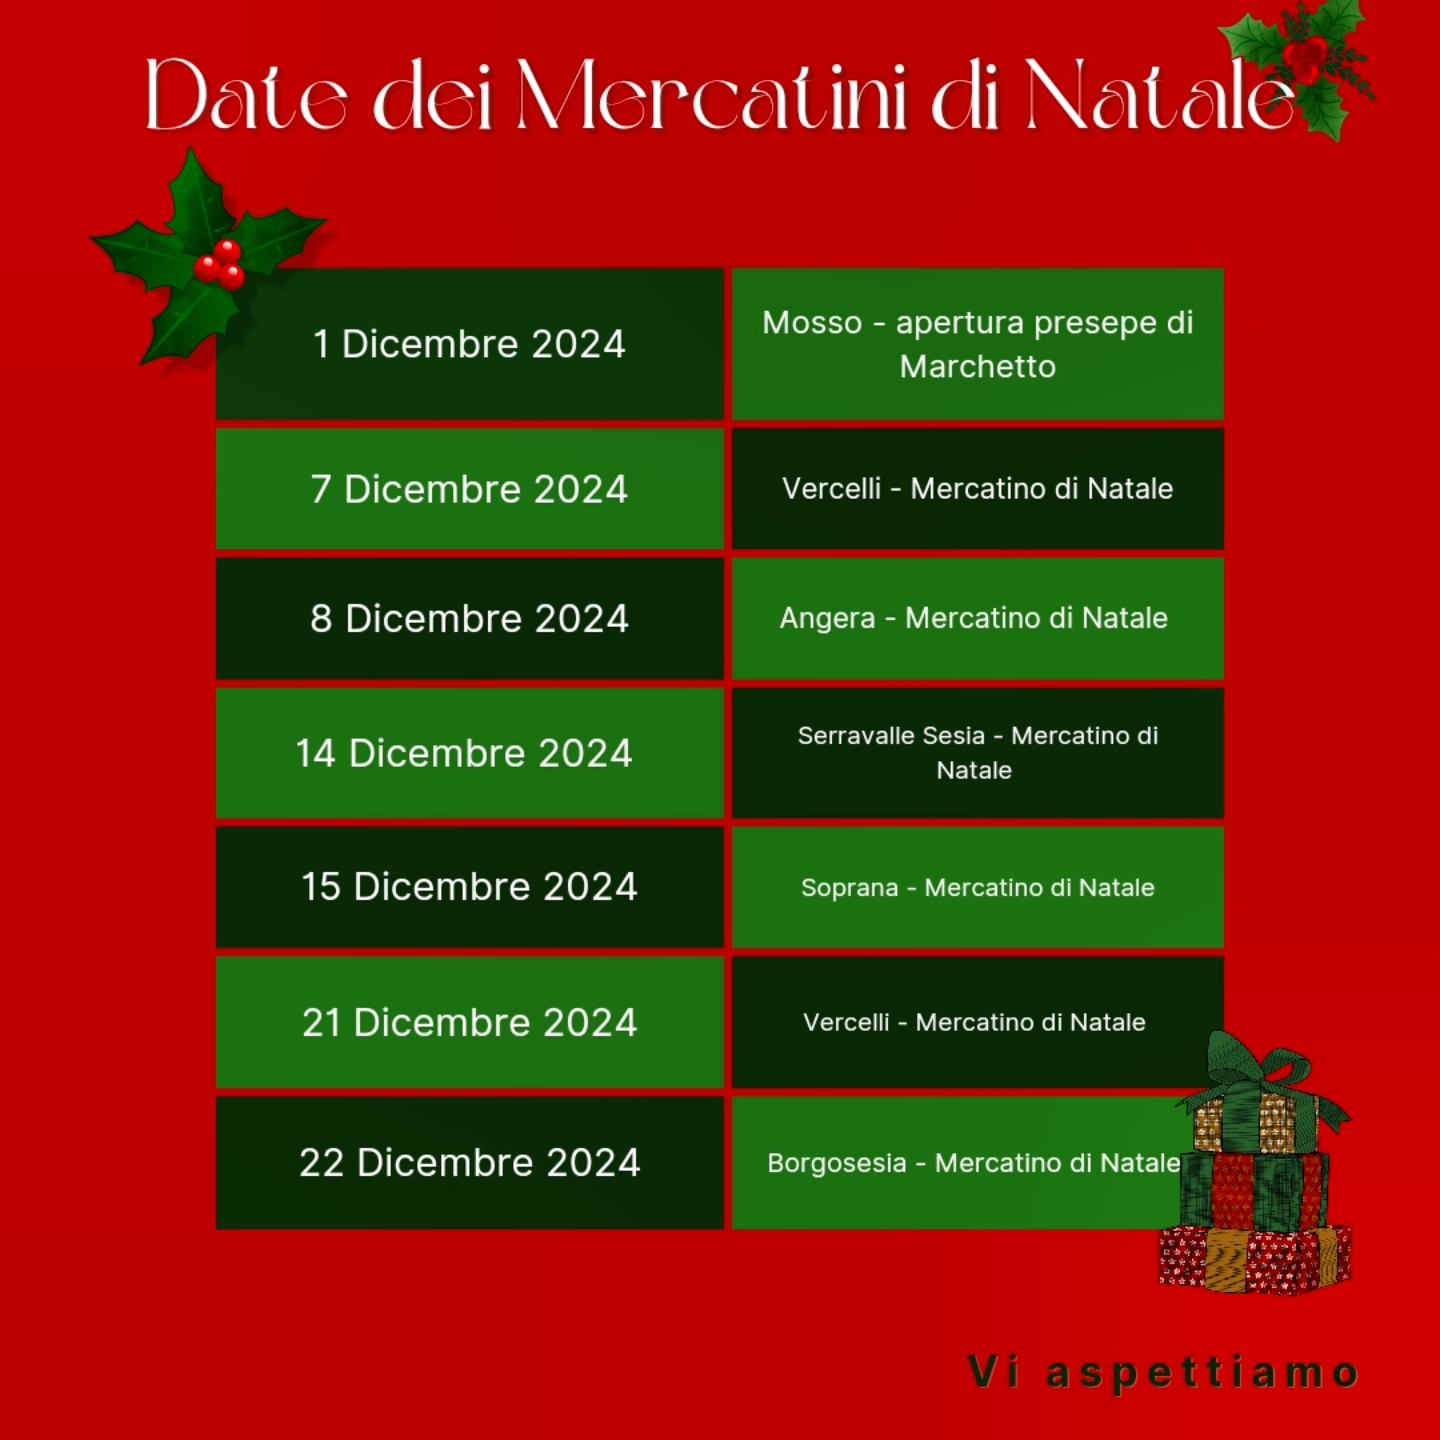 Date dei Mercatini di Natale
1 Dicembre 2024
Mosso - apertura presepe di
Marchetto
7 Dicembre 2024
Vercelli - Mercatino di Natale
8 Dicembre 2024
Angera - Mercatino di Natale
14 Dicembre 2024
Serravalle Sesia - Mercatino di
Natale
15 Dicembre 2024
Soprana - Mercatino di Natale
21 Dicembre 2024
Vercelli - Mercatino di Natale
22 Dicembre 2024
Borgosesia - Mercatino di Natale
Vi aspettiamo